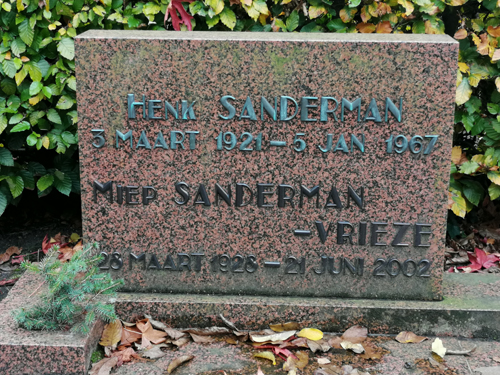 HENK SANDERMAN
3 MAART 1921 - 5 JAN 1967
MIEP SANDERMAN
-VRIEZE
28 MAART 1928 - 21 JUNI 2002